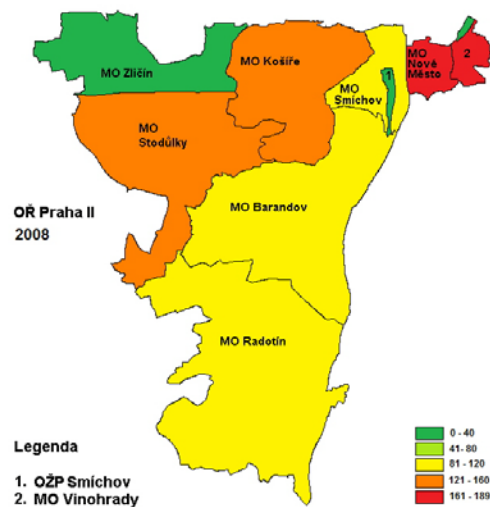 MO Zličín
MO Košíře
MO
Nové
Město
2
1
MO
Smíchov
MO
Stodůlky
OŘ Praha II
2008
MO Barandov
MO Radotín
Legenda
1. OŽP Smíchov
2. MO Vinohrady
0 - 40
41 - 80
81 - 120
121 - 160
161 - 189